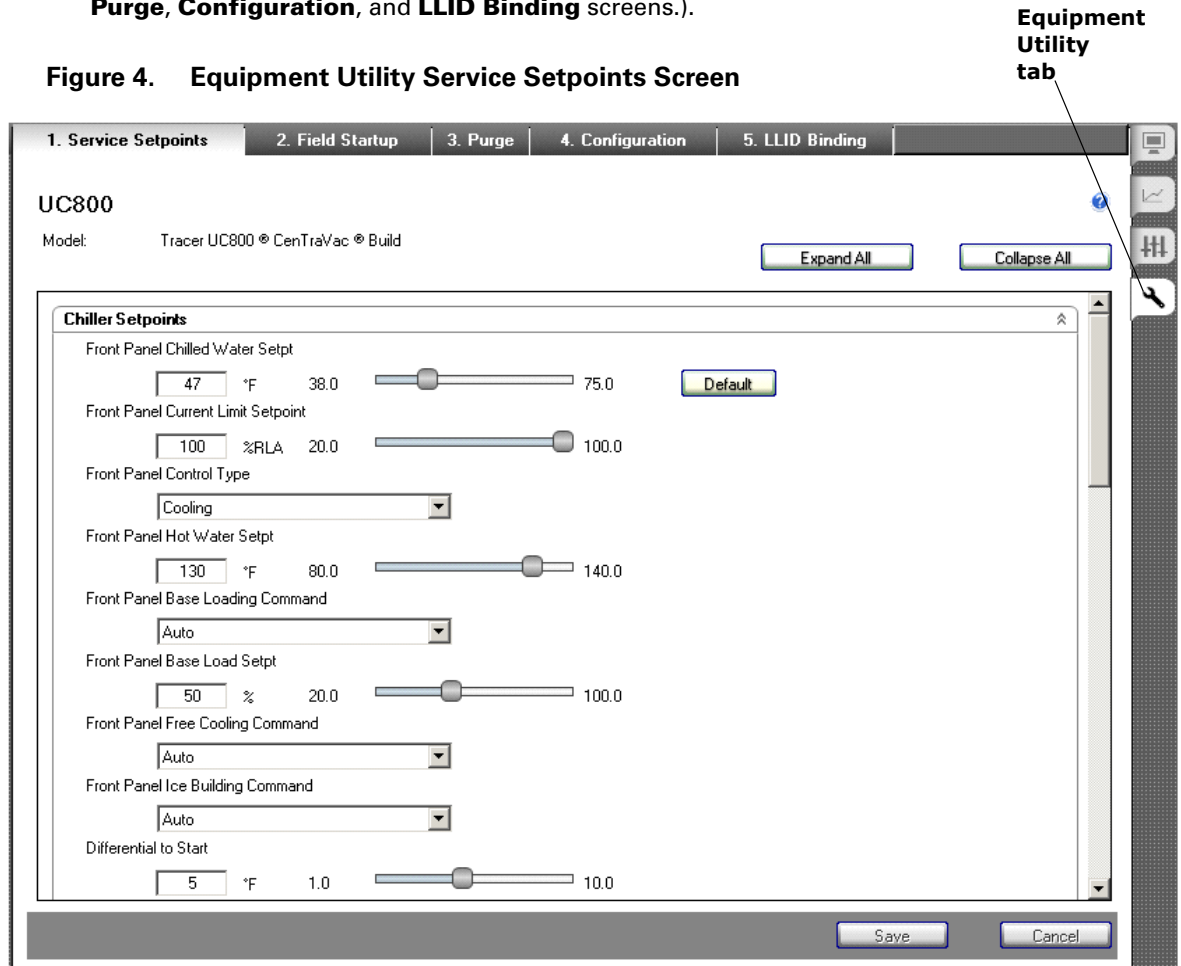 Purge, Configuration, and LLID Binding screens.).
Equipment
Utility
tab
Figure 4. Equipment Utility Service Setpoints Screen
1. Service Setpoints 2. Field Startup 3. Purge 4. Configuration 5. LLID Binding
UC800
?
Model: Tracer UC800 ® CenTraVac ® Build
Expand All Collapse All
Chiller Setpoints
Front Panel Chilled Water Setpt
47 °F 38.0 75.0 Default
Front Panel Current Limit Setpoint
100 %RLA 20.0 100.0
Front Panel Control Type
Cooling
Front Panel Hot Water Setpt
130 °F 80.0 140.0
Front Panel Base Loading Command
Auto
Front Panel Base Load Setpt
50 % 20.0 100.0
Front Panel Free Cooling Command
Auto
Front Panel Ice Building Command
Auto
Differential to Start
5 °F 1.0 10.0
Save Cancel